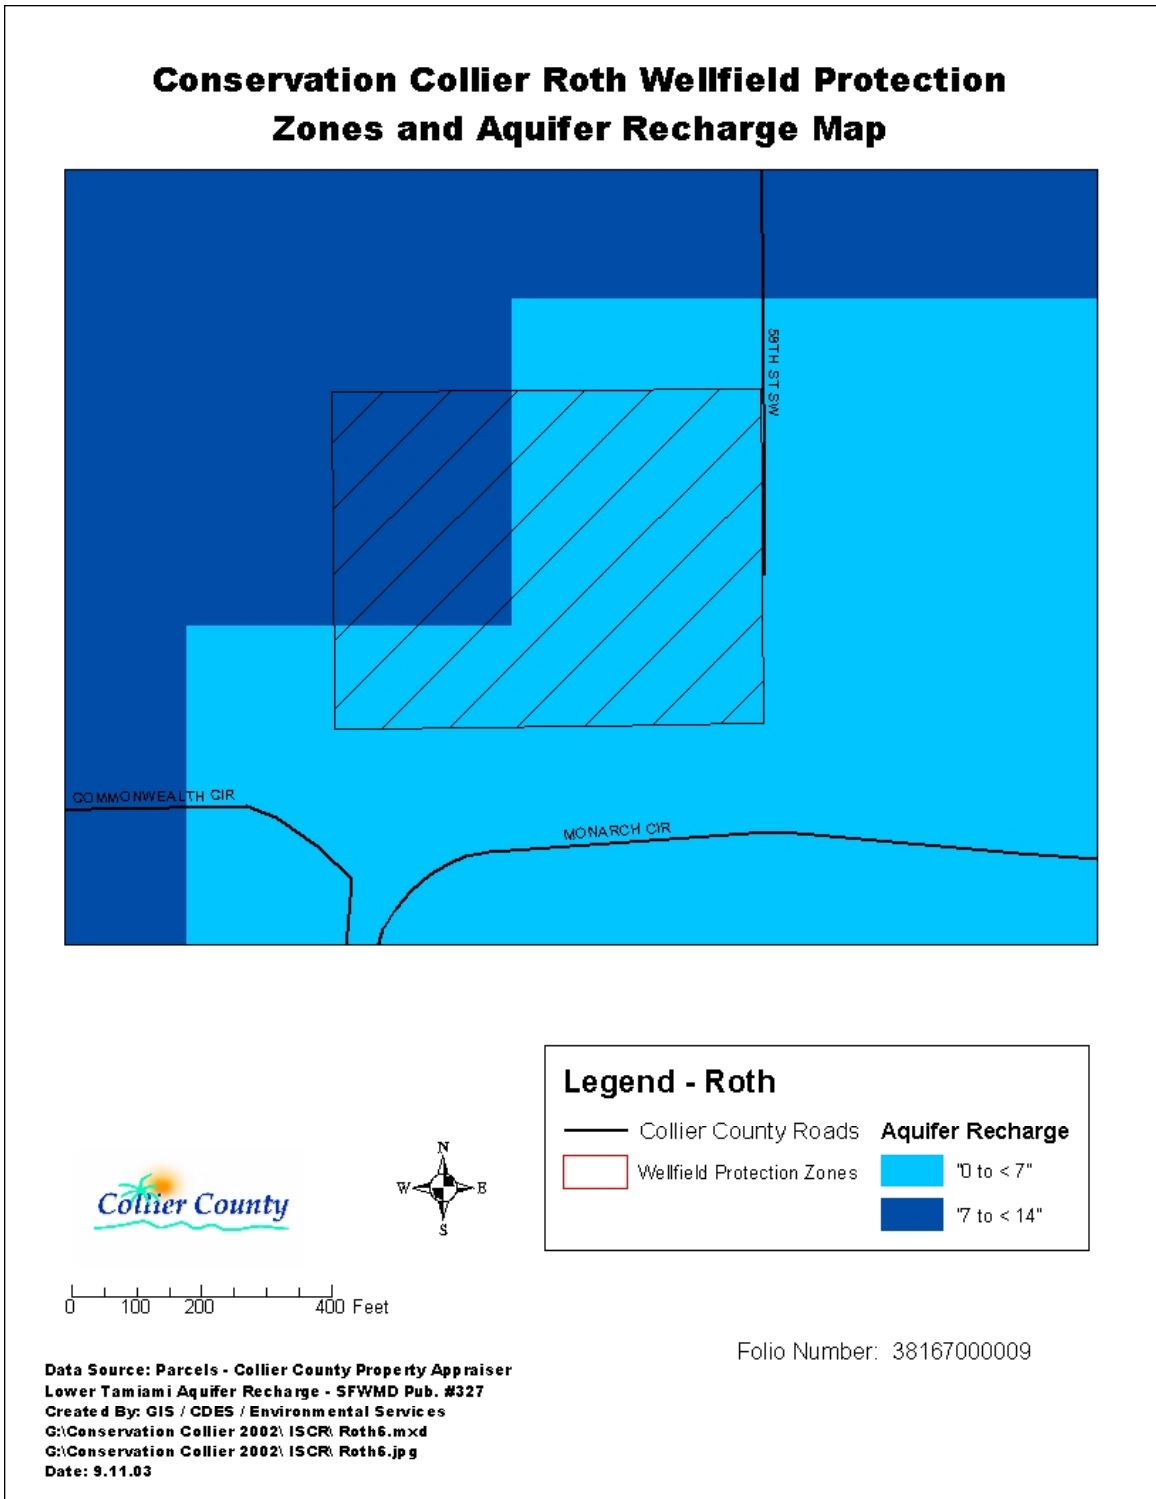 Conservation Collier Roth Wellfield Protection
Zones and Aquifer Recharge Map
58TH ST SW
COMMONWEALTH CIR
MONARCH CIR
Legend - Roth
Collier County Roads
Wellfield Protection Zones
Aquifer Recharge
"0 to < 7"
"7 to < 14"
N
W E
S
Collier County
0 100 200 400 Feet
Folio Number: 38167000009
Data Source: Parcels - Collier County Property Appraiser
Lower Tamiami Aquifer Recharge - SFWMD Pub. #327
Created By: GIS / CDES / Environmental Services
G:\Conservation Collier 2002\ ISCR\ Roth6.mxd
G:\Conservation Collier 2002\ ISCR\ Roth6.jpg
Date: 9.11.03